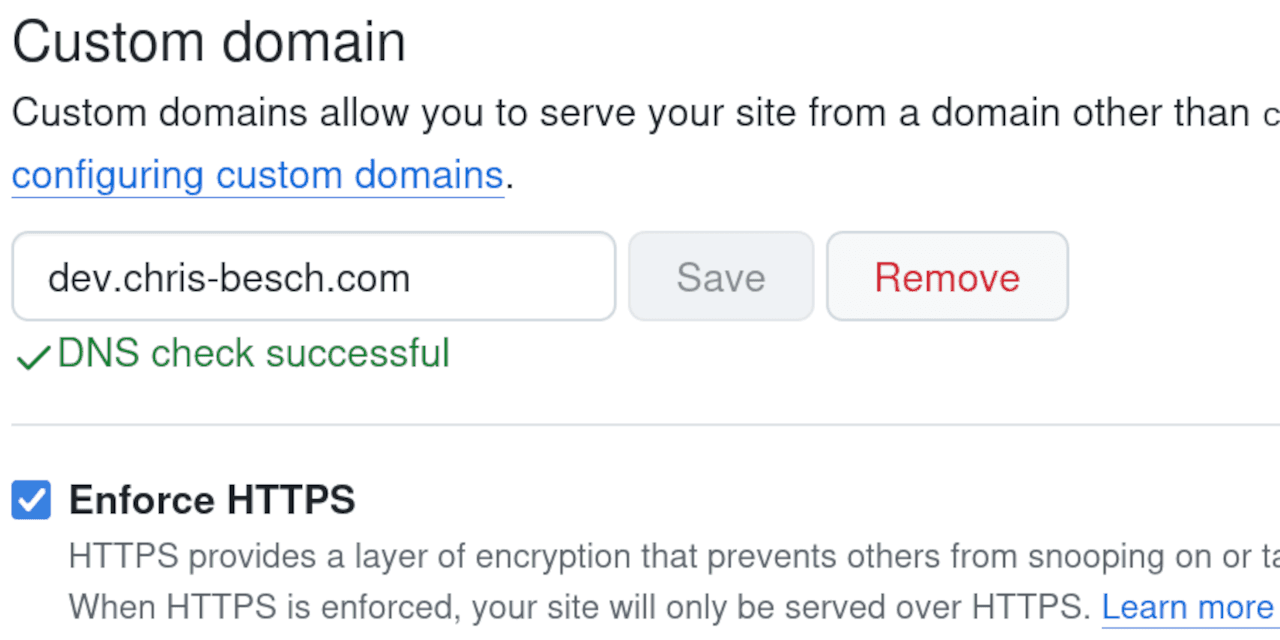 Custom domain
Custom domains allow you to serve your site from a domain other than
configuring custom domains.
dev.chris-besch.com Save Remove
DNS check successful
Enforce HTTPS
HTTPS provides a layer of encryption that prevents others from snooping on or
When HTTPS is enforced, your site will only be served over HTTPS. Learn more